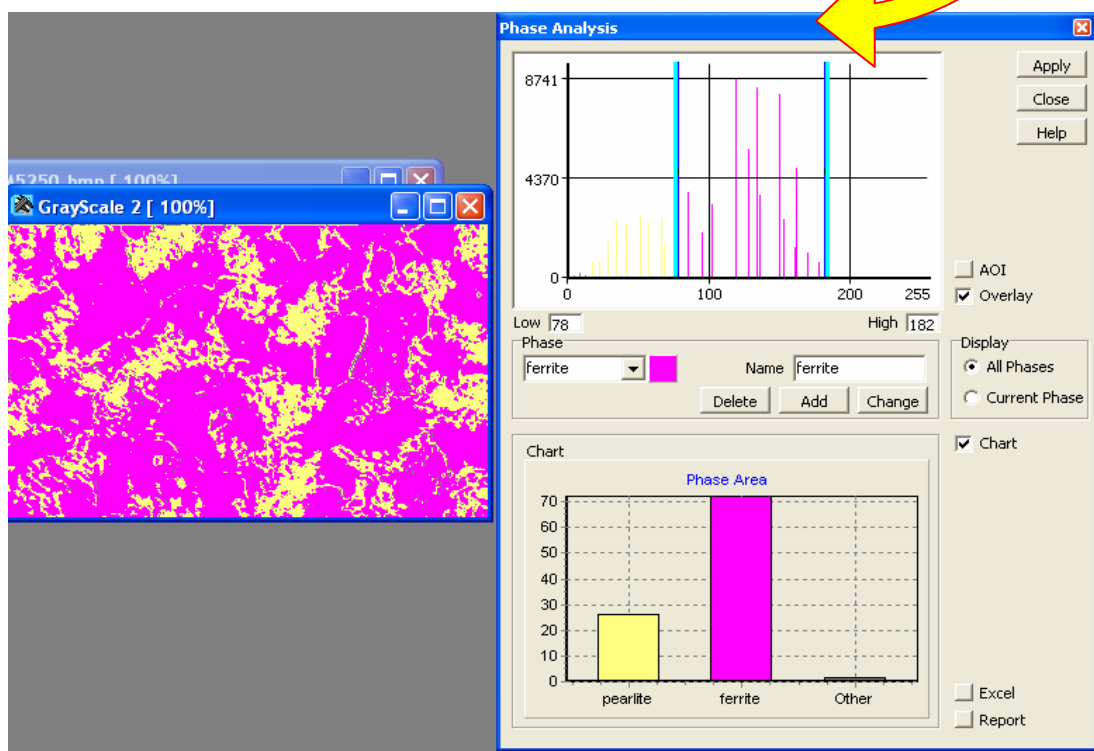 Phase Analysis
8741
4370
0
0 100 200 255
Apply
Close
Help
AOI
Overlay
Low 78 High 182
Phase
ferrite Name ferrite
Delete Add Change
Display
All Phases
Current Phase
Chart
Chart
Phase Area
70
60
50
40
30
20
10
0
pearlite ferrite Other
Excel
Report
5250.bmp [ 100%]
GrayScale 2 [ 100%]